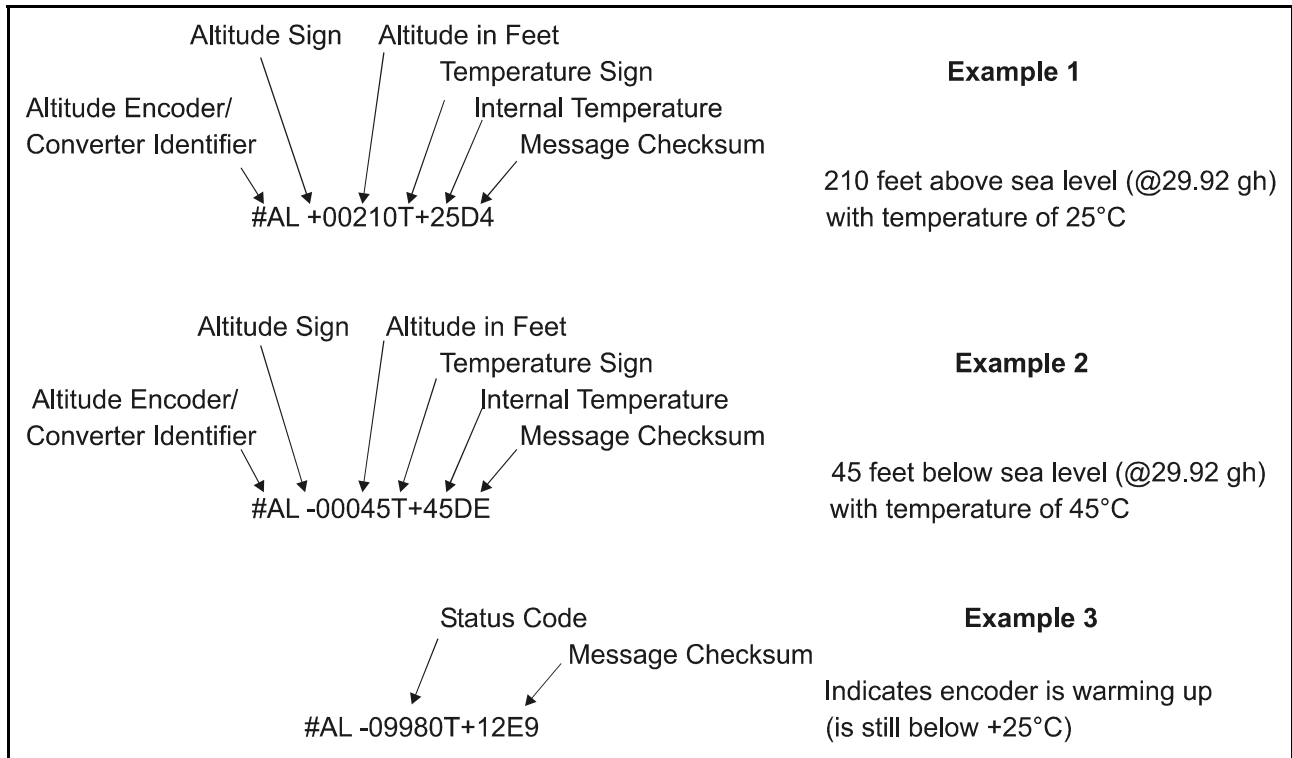 Altitude Sign Altitude in Feet
Temperature Sign
Example 1
Altitude Encoder/
Converter Identifier
Internal Temperature
Message Checksum
210 feet above sea level (@29.92 gh)
with temperature of 25°C
#AL +00210T+25D4
Altitude Sign Altitude in Feet
Temperature Sign
Example 2
Altitude Encoder/
Converter Identifier
Internal Temperature
Message Checksum
45 feet below sea level (@29.92 gh)
with temperature of 45°C
#AL -00045T+45DE
Status Code
Example 3
Message Checksum
Indicates encoder is warming up
(is still below +25°C)
#AL -09980T+12E9